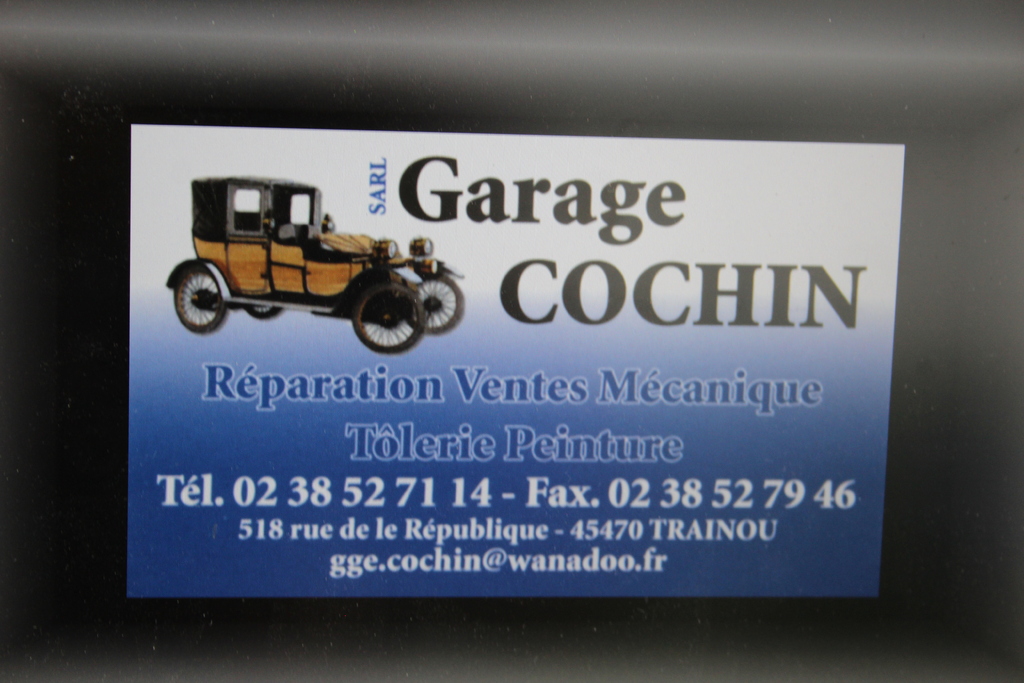 SARL Garage
COCHIN
Réparation Ventes Mécanique
Tôlerie Peinture
Tél. 02 38 52 71 14 - Fax. 02 38 52 79 46
518 rue de le République - 45470 TRAINOU
gge.cochin@wanadoo.fr